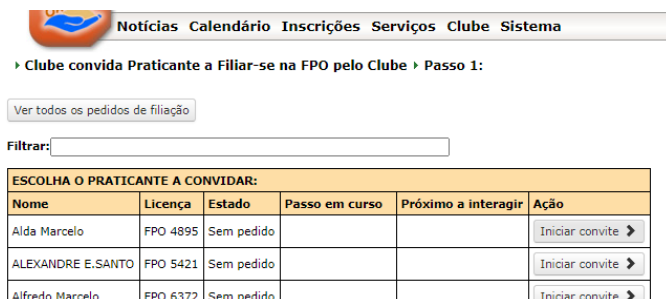 Notícias Calendário Inscrições Serviços Clube Sistema
Clube convida Praticante a Filiar-se na FPO pelo Clube Passo 1:
Ver todos os pedidos de filiação
Filtrar:
ESCOLHA O PRATICANTE A CONVIDAR:
Nome Licença Estado Passo em curso Próximo a interagir Ação
Alda Marcelo FPO 4895 Sem pedido Iniciar convite
ALEXANDRE E.SANTO FPO 5421 Sem pedido Iniciar convite
Alfredo Marcelo FPO 6372 Sem pedido Iniciar convite